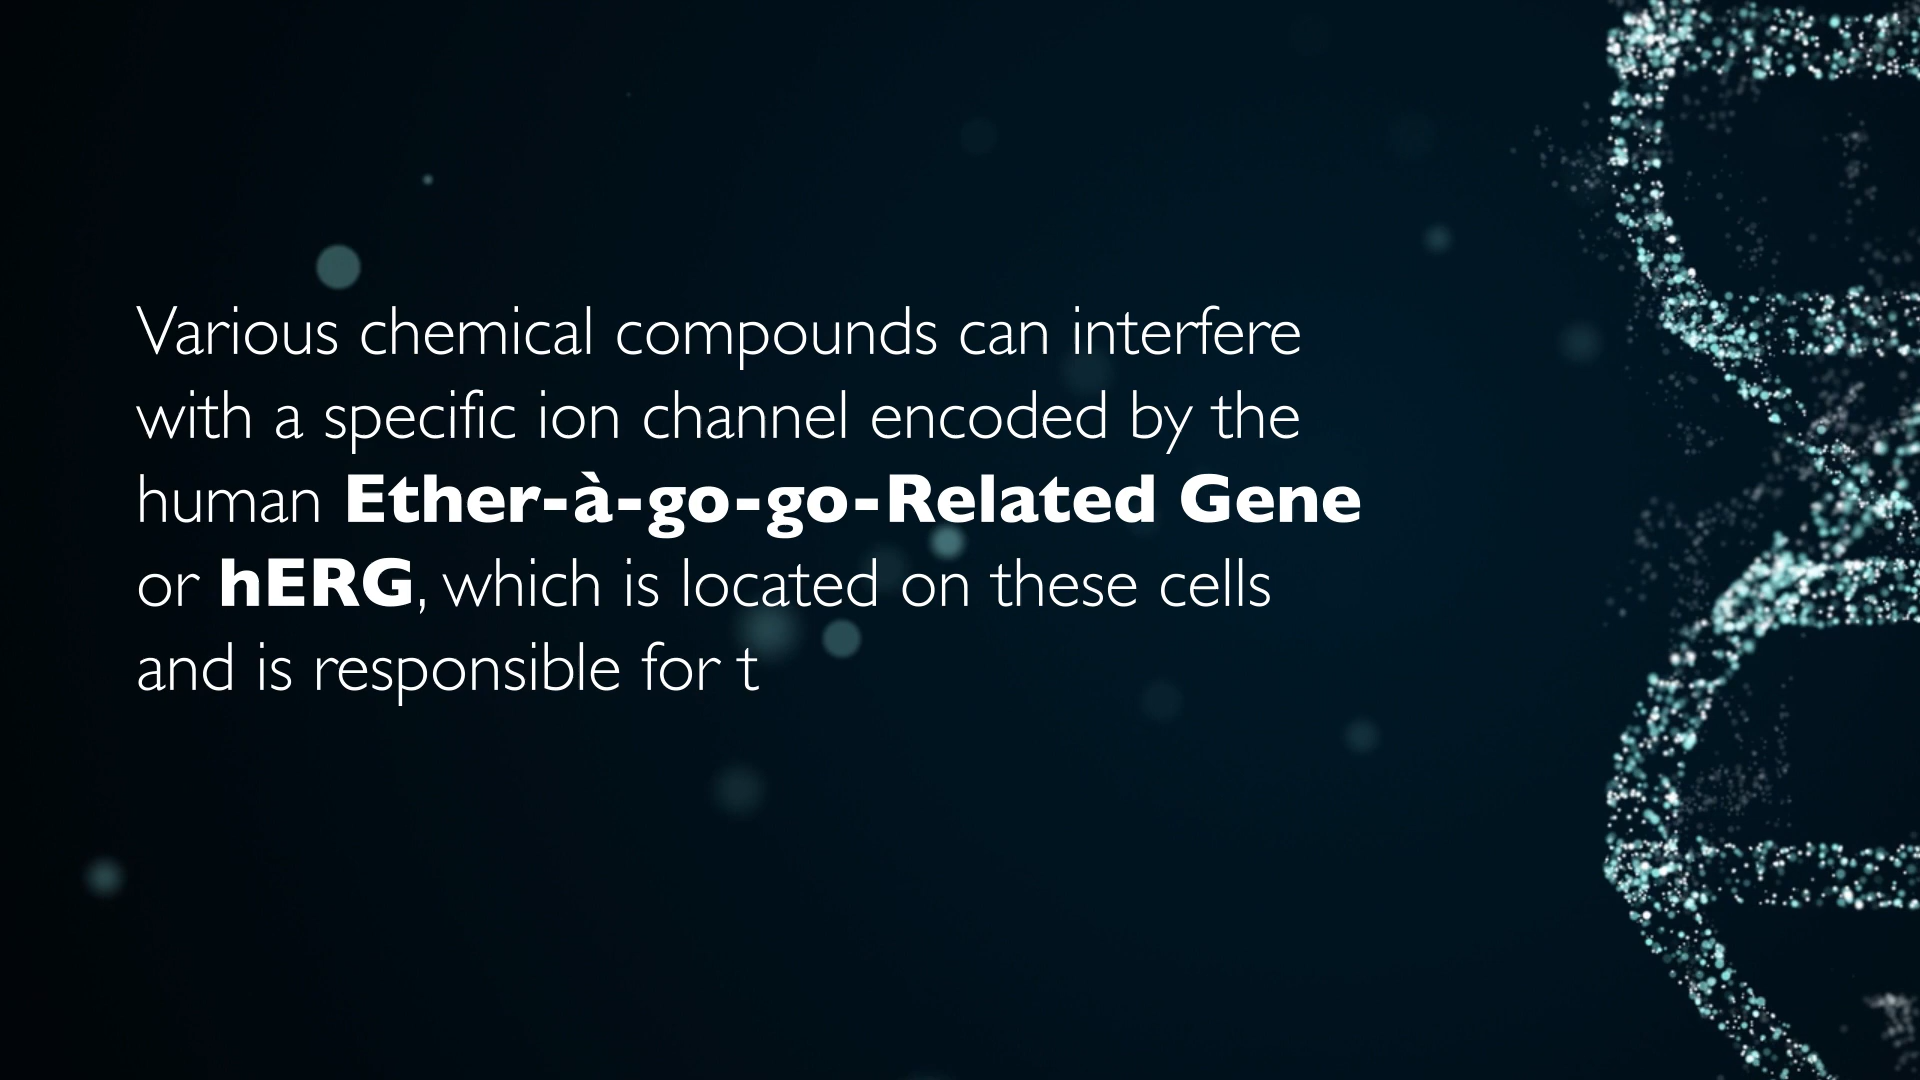 Various chemical compounds can interfere
with a specific ion channel encoded by the
human Ether-à-go-go-Related Gene
or hERG, which is located on these cells
and is responsible for t